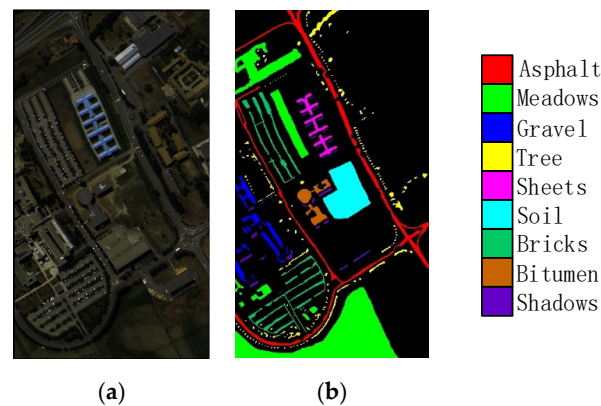 Asphalt
Meadows
Gravel
Tree
Sheets
Soil
Bricks
Bitumen
Shadows
(a)
(b)